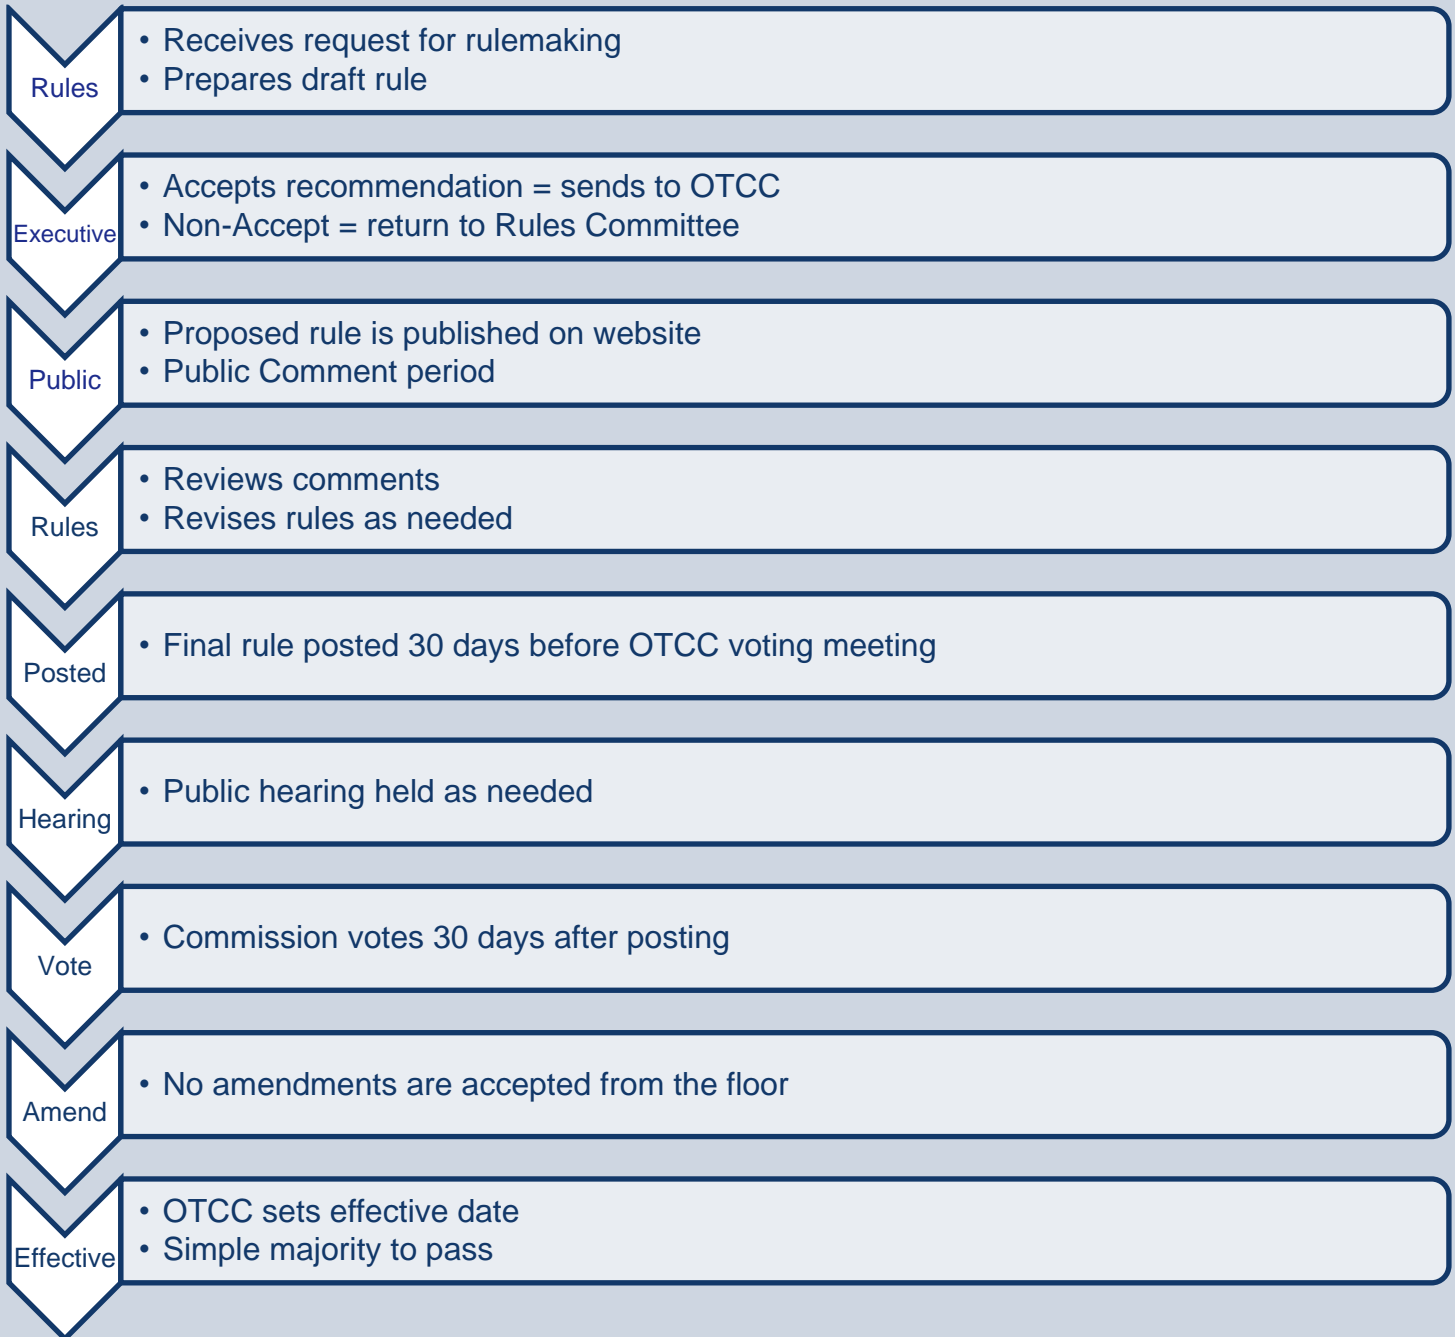 Rules
• Receives request for rulemaking
• Prepares draft rule
Executive
• Accepts recommendation = sends to OTCC
• Non-Accept = return to Rules Committee
Public
• Proposed rule is published on website
• Public Comment period
Rules
• Reviews comments
• Revises rules as needed
Posted
• Final rule posted 30 days before OTCC voting meeting
Hearing
• Public hearing held as needed
Vote
• Commission votes 30 days after posting
Amend
• No amendments are accepted from the floor
Effective
• OTCC sets effective date
• Simple majority to pass